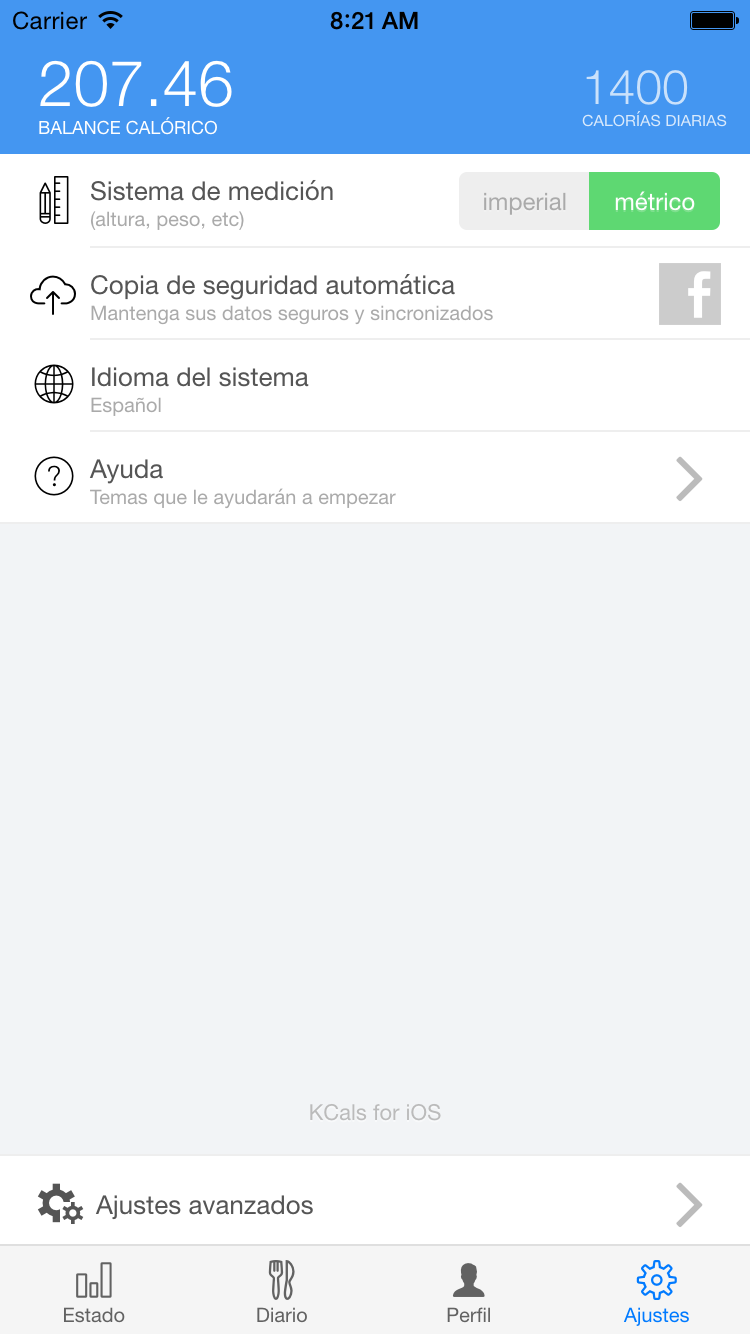 Carrier 8:21 AM
207.46
BALANCE CALÓRICO
1400
CALORÍAS DIARIAS
Sistema de medición
(altura, peso, etc)
imperial métrico
Copia de seguridad automática
Mantenga sus datos seguros y sincronizados
f
Idioma del sistema
Español
?
Ayuda
Temas que le ayudarán a empezar
KCals for iOS
Ajustes avanzados
Estado Diario Perfil Ajustes